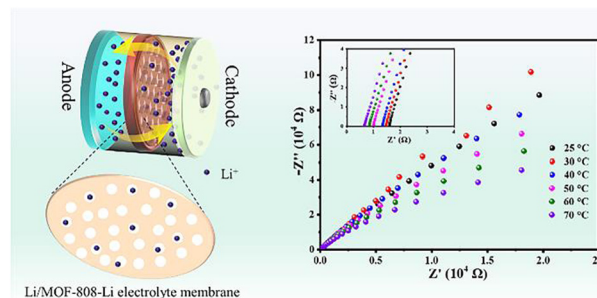 Anode
Cathode
Li⁺
Li/MOF-808-Li electrolyte membrane
-Z'' (10⁴ Ω)
12
10
8
6
4
2
0
Z'' (Ω)
4
2
0
0 1 2 3 4
Z' (Ω)
25 °C
30 °C
40 °C
50 °C
60 °C
70 °C
0.0 0.5 1.0 1.5 2.0
Z' (10⁴ Ω)